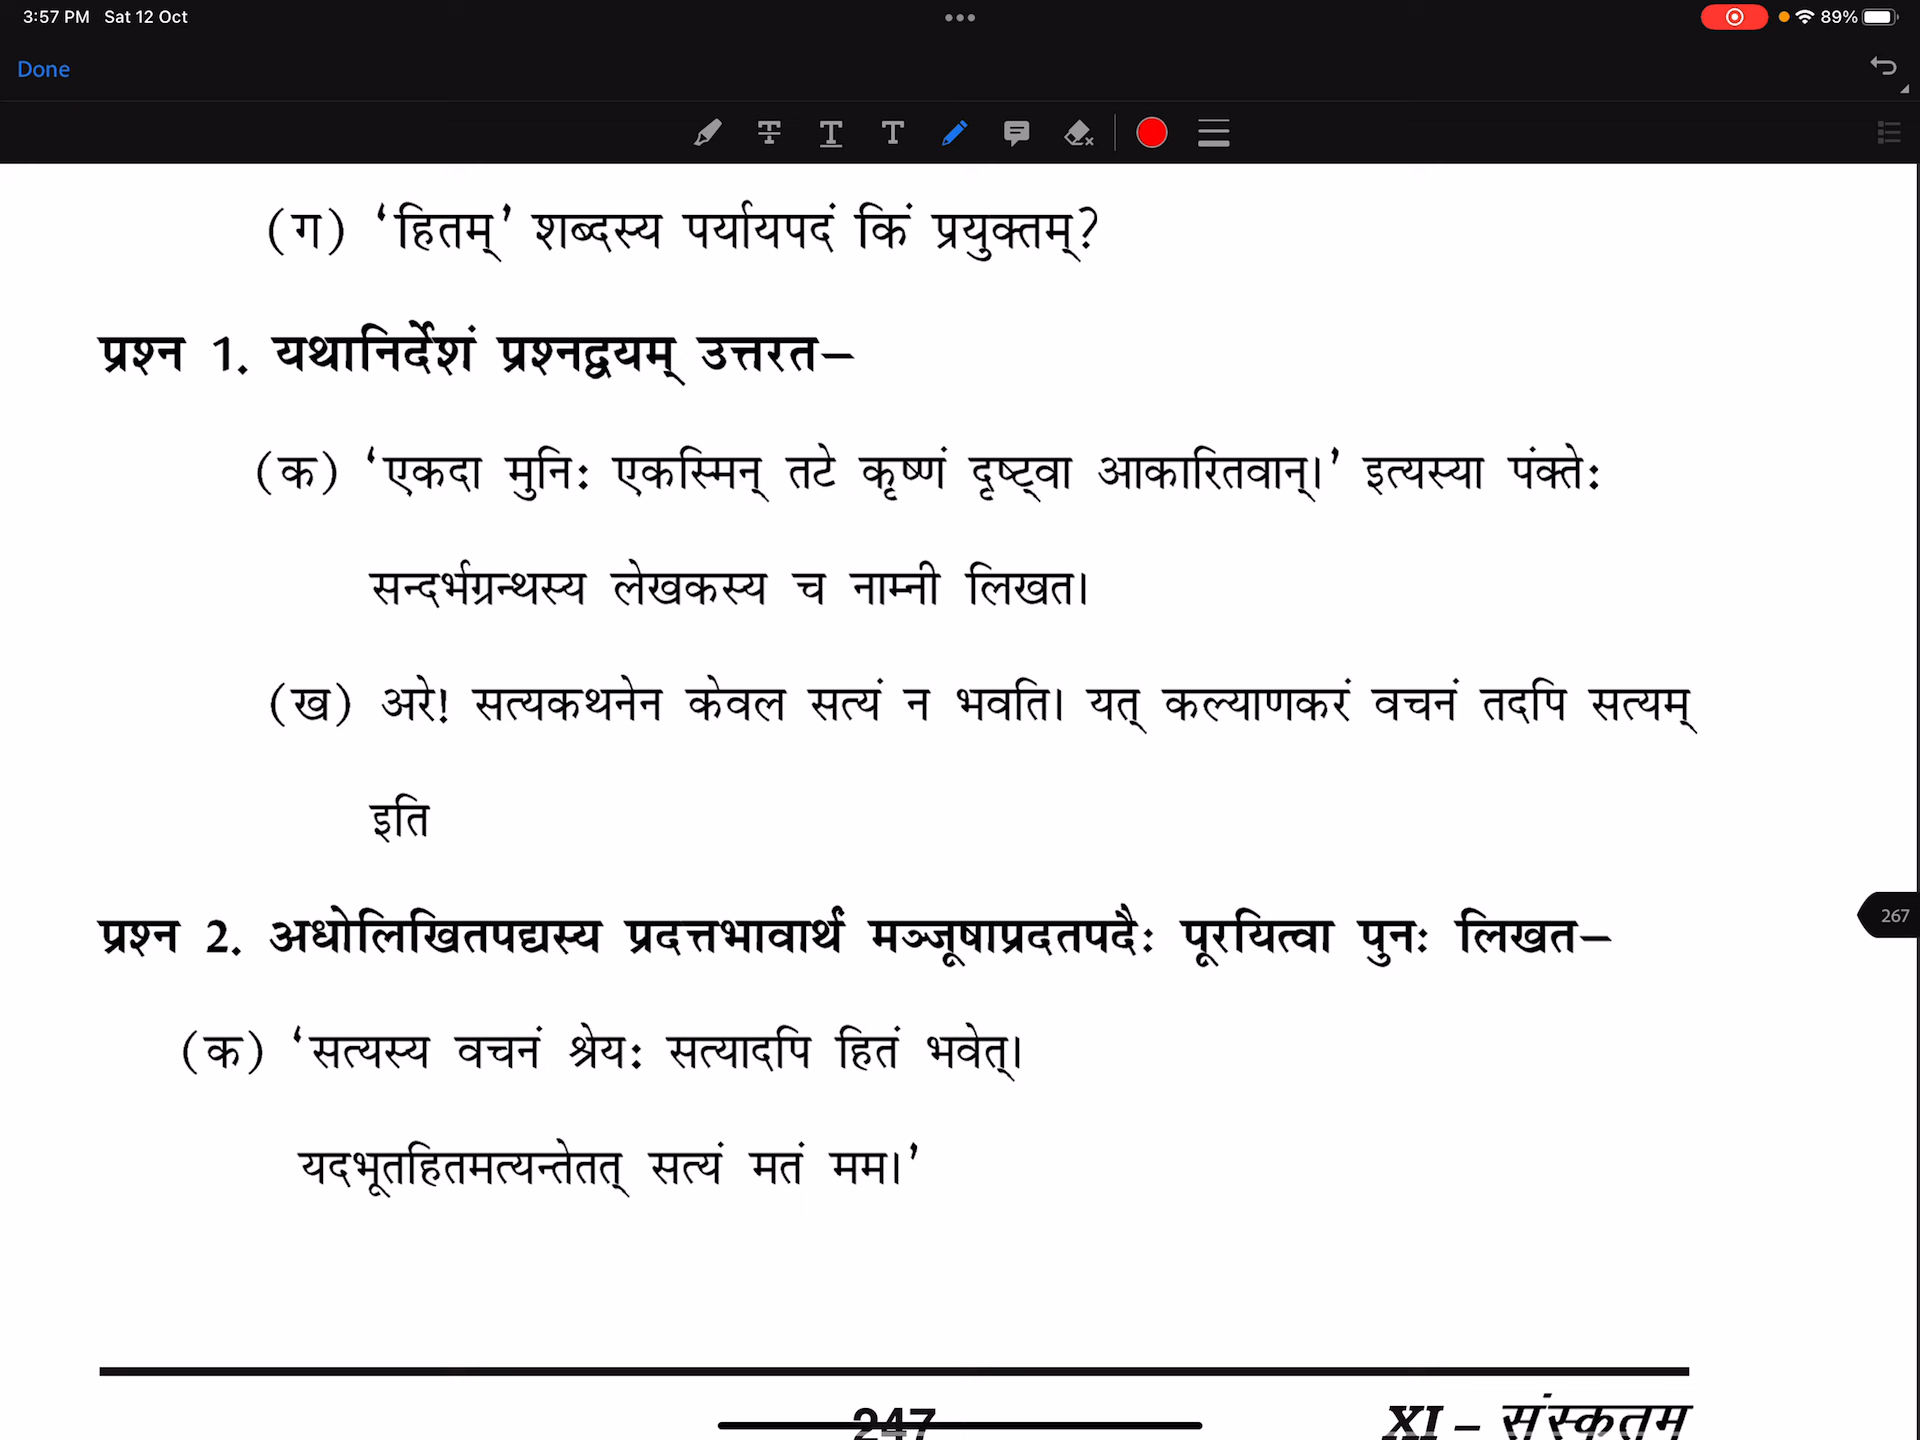 3:57 PM Sat 12 Oct
89%
Done
(ग) ‘हितम्’ शब्दस्य पर्यायपदं किं प्रयुक्तम्?
प्रश्न 1. यथानिर्देशं प्रश्नद्वयम् उत्तरत–
(क) ‘एकदा मुनिः एकस्मिन् तटे कृष्णं दृष्ट्वा आकारितवान्।’ इत्यस्या पंक्तेः
सन्दर्भग्रन्थस्य लेखकस्य च नाम्नी लिखत।
(ख) अरे! सत्यकथनेन केवल सत्यं न भवति। यत् कल्याणकरं वचनं तदपि सत्यम्
इति
267
प्रश्न 2. अधोलिखितपद्यस्य प्रदत्तभावार्थं मञ्जूषाप्रदतपदैः पूरयित्वा पुनः लिखत–
(क) ‘सत्यस्य वचनं श्रेयः सत्यादपि हितं भवेत्।
यदभूतहितमत्यन्तेतत् सत्यं मतं मम।’
247
XI – संस्कृतम